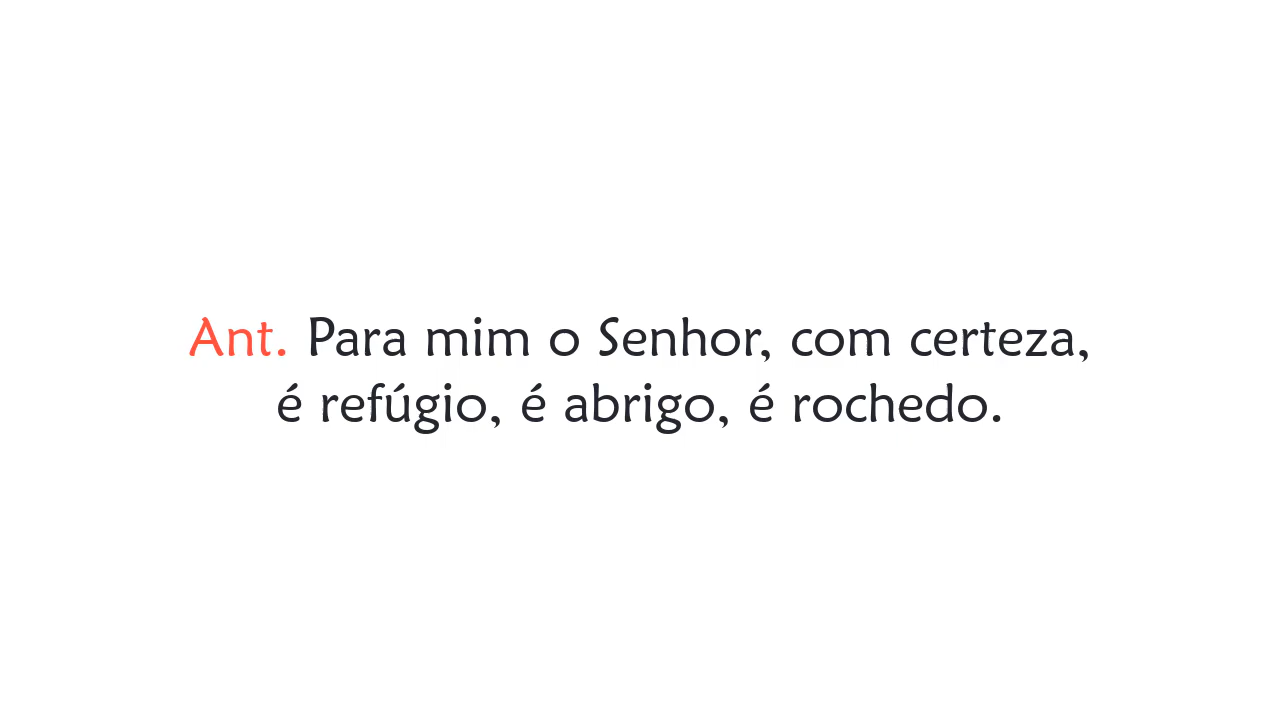 Ant. Para mim o Senhor, com certeza,
é refúgio, é abrigo, é rochedo.